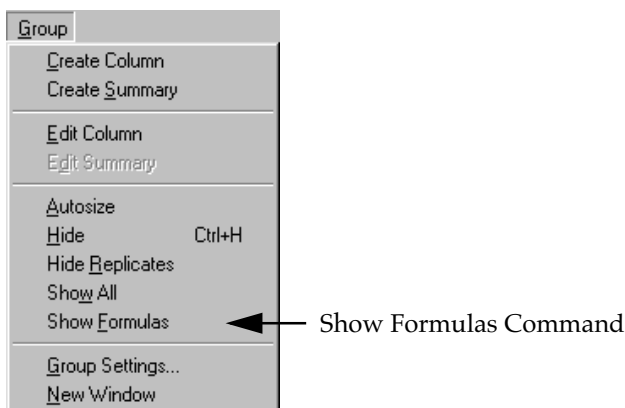 Group
Create Column
Create Summary
Edit Column
Edit Summary
Autosize
Hide Ctrl+H
Hide Replicates
Show All
Show Formulas
Show Formulas Command
Group Settings...
New Window